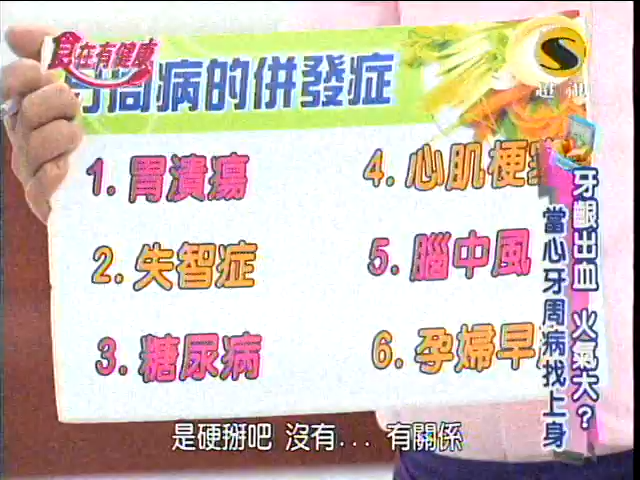 食在有健康
周病的併發症
1.胃潰瘍
2.失智症
3.糖尿病
4.心肌梗塞
5.腦中風
6.孕婦早
牙齦出血 火氣大?
當心牙周病找上身
是硬掰吧 沒有... 有關係